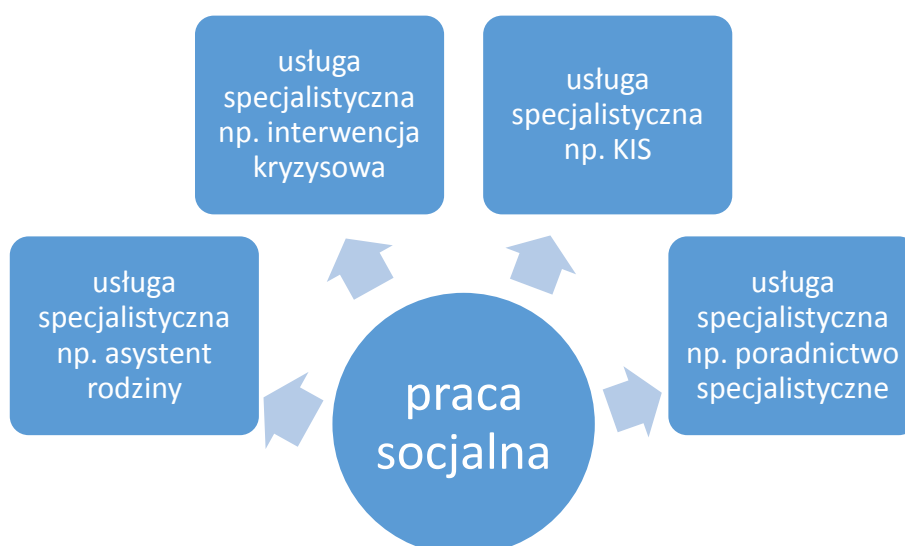 usługa
specjalistyczna
np. interwencja
kryzysowa
usługa
specjalistyczna
np. KIS
usługa
specjalistyczna
np. asystent
rodziny
usługa
specjalistyczna
np. poradnictwo
specjalistyczne
praca
socjalna